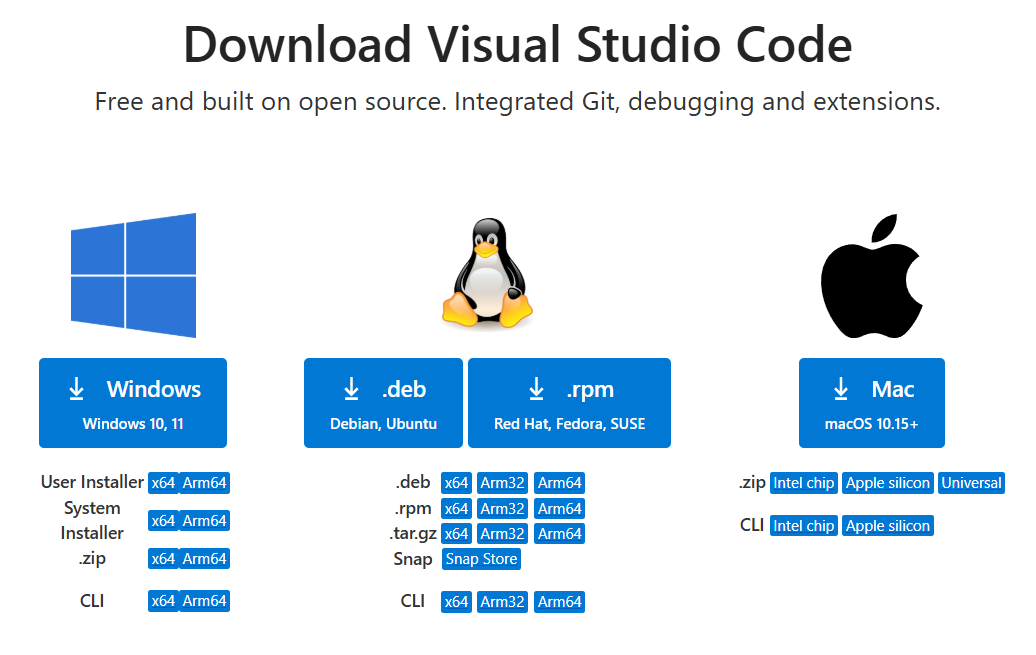 Download Visual Studio Code
Free and built on open source. Integrated Git, debugging and extensions.
Windows
Windows 10, 11
User Installer x64 Arm64
System
Installer x64 Arm64
.zip x64 Arm64
CLI x64 Arm64
.deb
Debian, Ubuntu
.rpm
Red Hat, Fedora, SUSE
.deb x64 Arm32 Arm64
.rpm x64 Arm32 Arm64
.tar.gz x64 Arm32 Arm64
Snap Snap Store
CLI x64 Arm32 Arm64
Mac
macOS 10.15+
.zip Intel chip Apple silicon Universal
CLI Intel chip Apple silicon